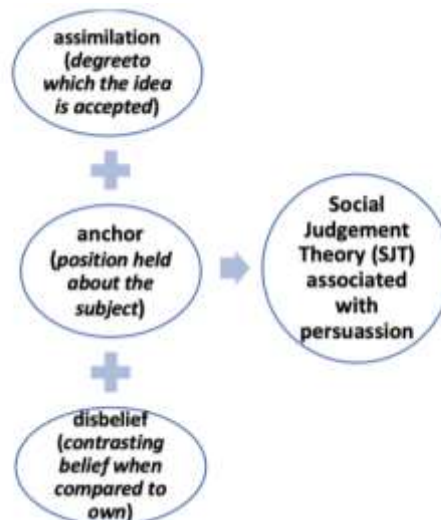 assimilation
(degreeto
which the idea
is accepted)
anchor
(position held
about the
subject)
disbelief
(contrasting
belief when
compared to
own)
Social
Judgement
Theory (SJT)
associated
with
persuassion